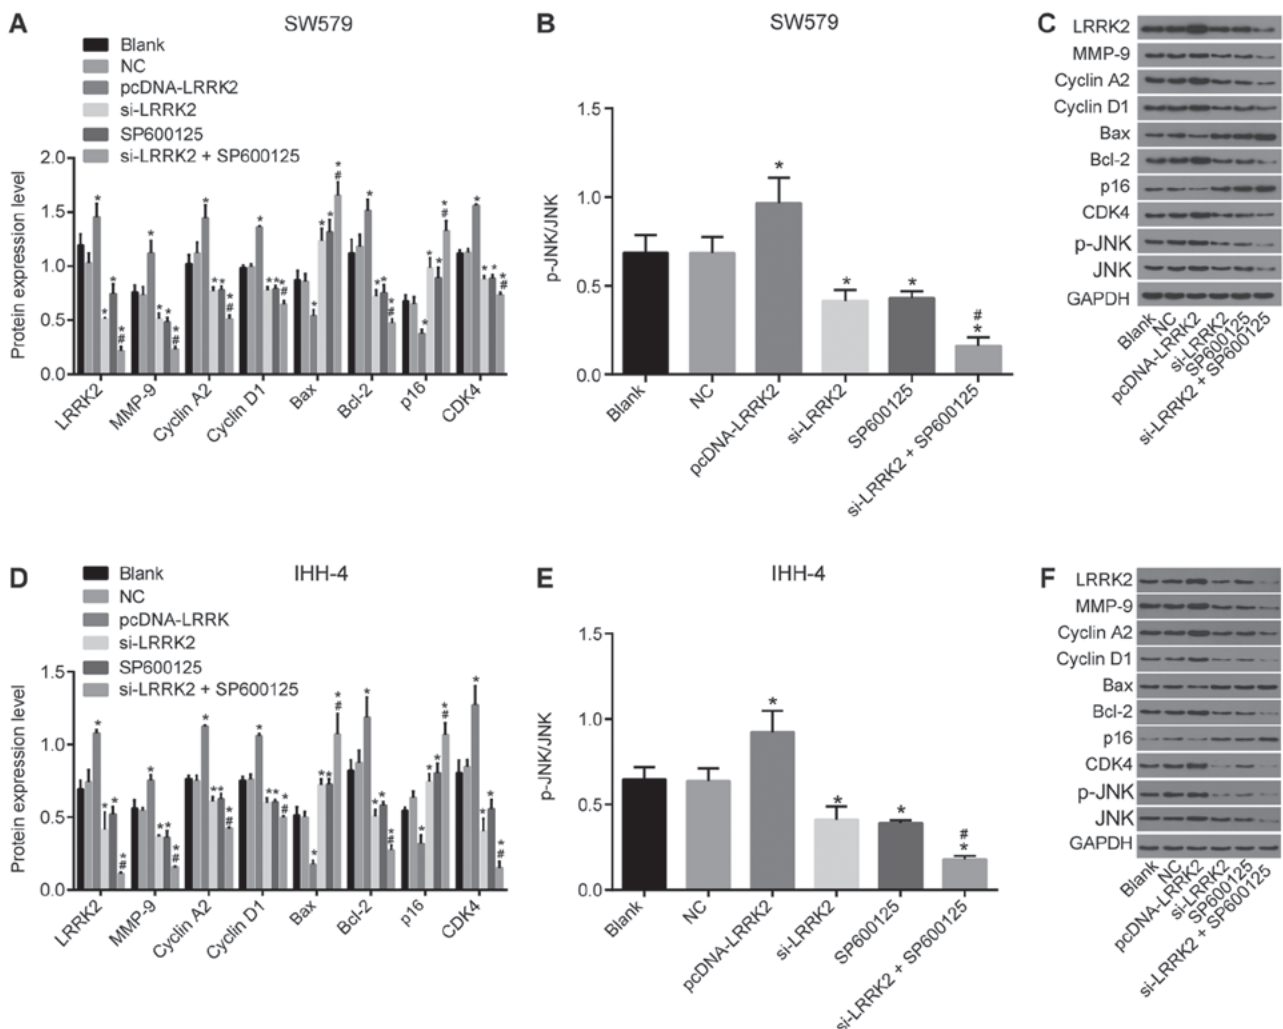 A
SW579
Blank
NC
pcDNA-LRRK2
si-LRRK2
SP600125
si-LRRK2 + SP600125
Protein expression level
2.0
1.5
1.0
0.5
0.0
LRRK2
MMP-9
Cyclin A2
Cyclin D1
Bax
Bcl-2
p16
CDK4
B
SW579
p-JNK/JNK
1.5
1.0
0.5
0.0
* * * # *
Blank
NC
pcDNA-LRRK2
si-LRRK2
SP600125
si-LRRK2 + SP600125
C
LRRK2
MMP-9
Cyclin A2
Cyclin D1
Bax
Bcl-2
p16
CDK4
p-JNK
JNK
GAPDH
Blank
NC
pcDNA-LRRK2
si-LRRK2
SP600125
si-LRRK2 + SP600125
D
IHH-4
Blank
NC
pcDNA-LRRK
si-LRRK2
SP600125
si-LRRK2 + SP600125
Protein expression level
1.5
1.0
0.5
0.0
LRRK2
MMP-9
Cyclin A2
Cyclin D1
Bax
Bcl-2
p16
CDK4
E
IHH-4
p-JNK/JNK
1.5
1.0
0.5
0.0
* * * # *
Blank
NC
pcDNA-LRRK2
si-LRRK2
SP600125
si-LRRK2 + SP600125
F
LRRK2
MMP-9
Cyclin A2
Cyclin D1
Bax
Bcl-2
p16
CDK4
p-JNK
JNK
GAPDH
Blank
NC
pcDNA-LRRK2
si-LRRK2
SP600125
si-LRRK2 + SP600125